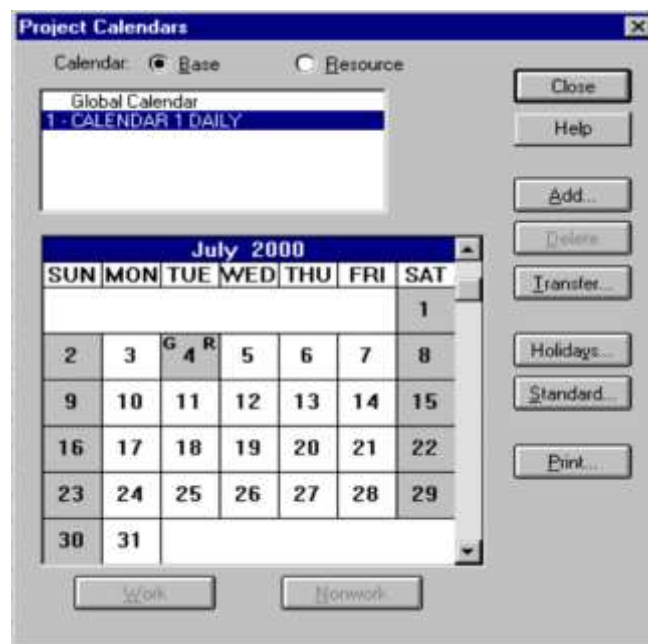 Project Calendars
Calendar: Base Resource
Global Calendar
1 - CALENDAR 1 DAILY
Close
Help
Add...
Delete
Transfer...
Holidays...
Standard...
Print...
July 2000
SUN MON TUE WED THU FRI SAT
1
2 3 G 4 R 5 6 7 8
9 10 11 12 13 14 15
16 17 18 19 20 21 22
23 24 25 26 27 28 29
30 31
Work Nonwork